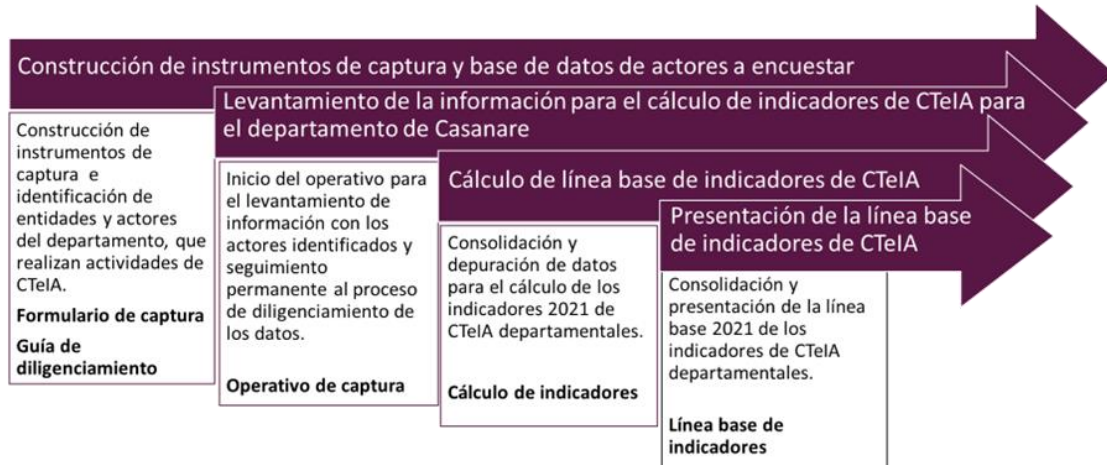 Construcción de instrumentos de captura y base de datos de actores a encuestar
Levantamiento de la información para el cálculo de indicadores de CTeIA para
el departamento de Casanare
Cálculo de línea base de indicadores de CTeIA
Presentación de la línea base
de indicadores de CTeIA
Construcción de
instrumentos de
captura e
identificación de
entidades y actores
del departamento, que
realizan actividades de
CTeIA.
Formulario de captura
Guía de
diligenciamiento
Inicio del operativo para
el levantamiento de
información con los
actores identificados y
seguimiento
permanente al proceso
de diligenciamiento de
los datos.
Operativo de captura
Consolidación y
depuración de datos
para el cálculo de los
indicadores 2021 de
CTeIA departamentales.
Cálculo de indicadores
Consolidación y
presentación de la línea
base 2021 de los
indicadores de CTeIA
departamentales.
Línea base de
indicadores